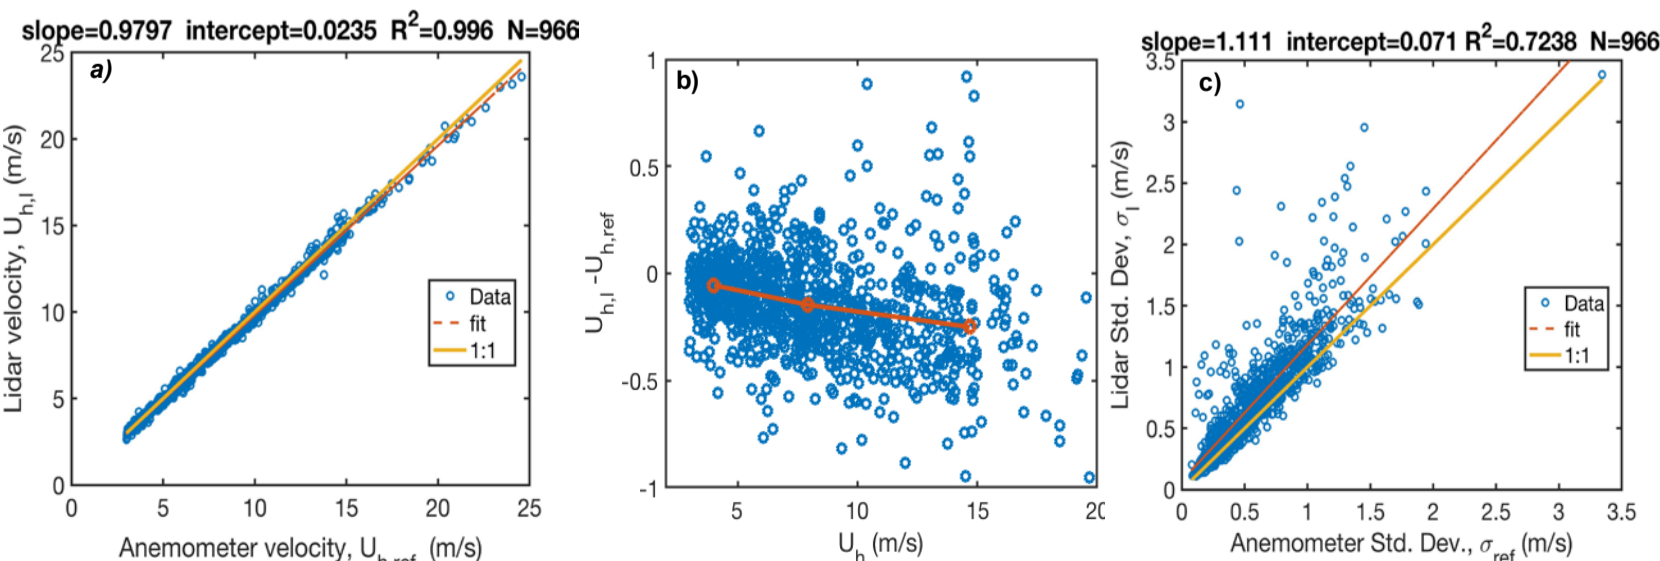 slope=0.9797 intercept=0.0235 R²=0.996 N=966
a)
25
20
15
10
5
0
0 5 10 15 20 25
Lidar velocity, U_h,l (m/s)
Anemometer velocity, U_h,ref (m/s)
Data
fit
1:1
b)
1
0.5
0
-0.5
-1
5 10 15 20
U_h,l -U_h,ref
U_h (m/s)
slope=1.111 intercept=0.071 R²=0.7238 N=966
c)
3.5
3
2.5
2
1.5
1
0.5
0
0 0.5 1 1.5 2 2.5 3 3.5
Lidar Std. Dev, σ_l (m/s)
Anemometer Std. Dev., σ_ref (m/s)
Data
fit
1:1